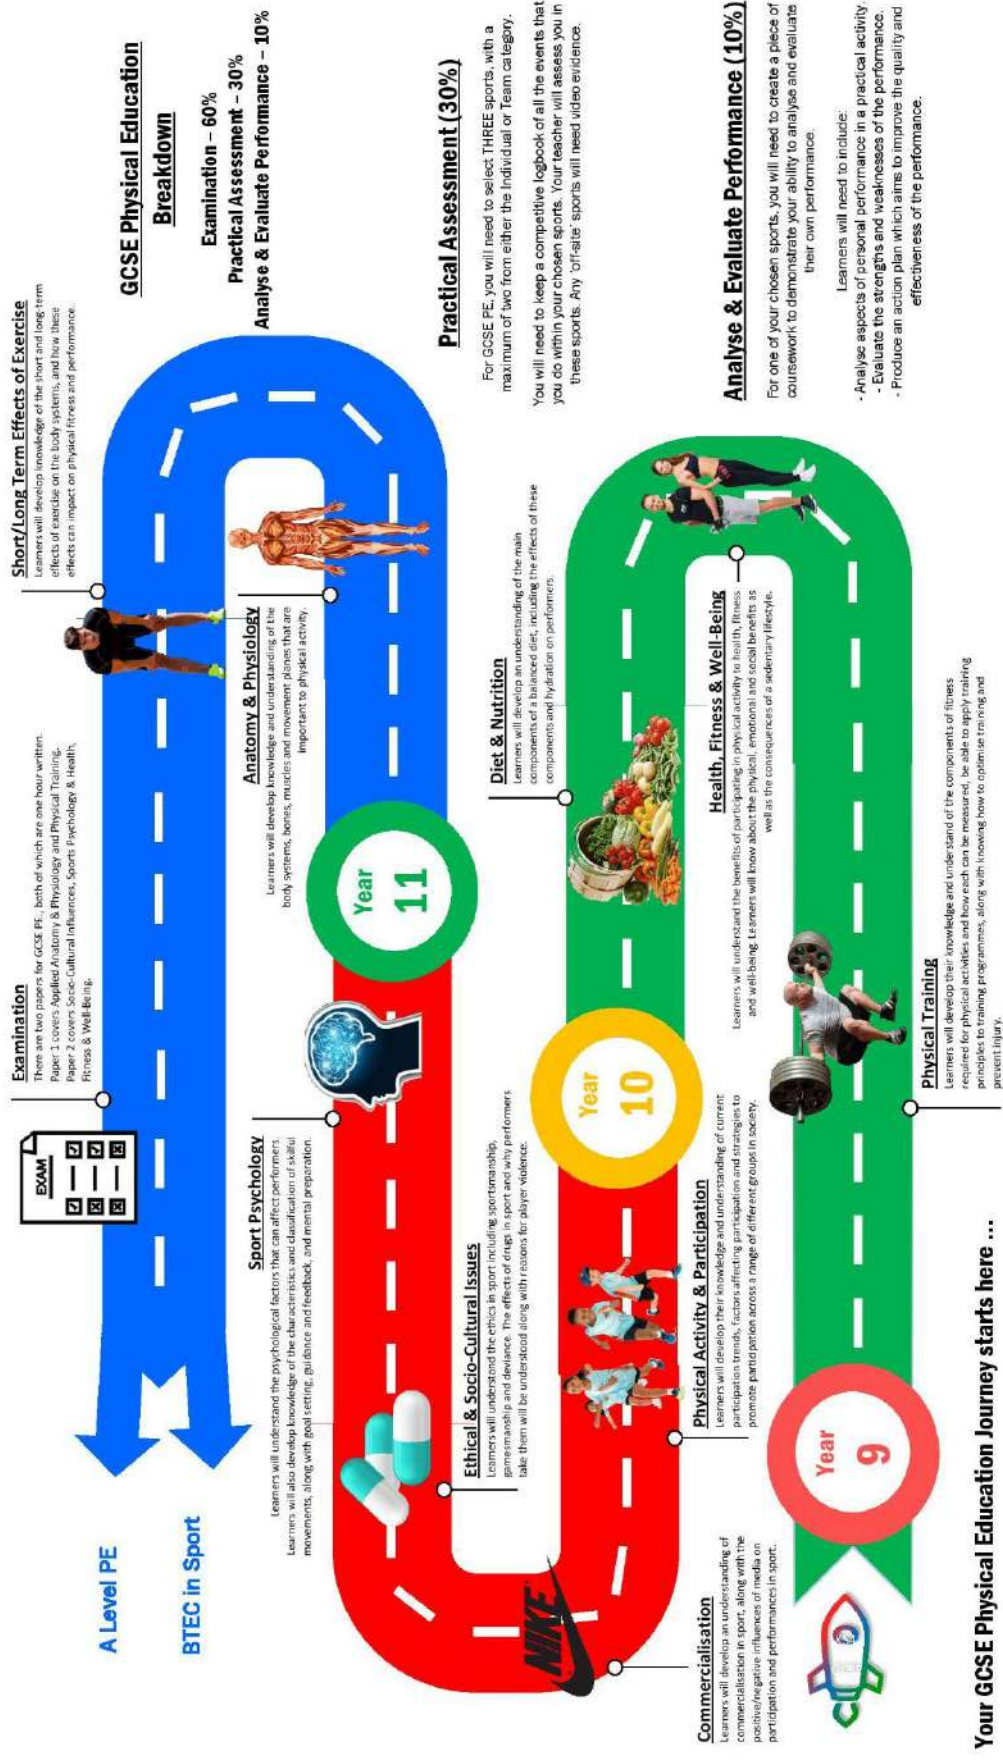 Short/Long Term Effects of Exercise
Learners will develop knowledge of the short and long-term
effects of exercise on the body systems, and how these
effects can impact on physical fitness and performance.
Examination
There are two papers for GCSE PE, both of which are one hour written.
Paper 1 covers Applied Anatomy & Physiology and Physical Training.
Paper 2 covers Socio-Cultural Influences, Sports Psychology & Health,
Fitness & Well-Being.
EXAM
A Level PE
BTEC in Sport
GCSE Physical Education
Breakdown
Examination – 60%
Practical Assessment – 30%
Analyse & Evaluate Performance – 10%
Anatomy & Physiology
Learners will develop knowledge and understanding of the
body systems, bones, muscles and movement planes that are
important to physical activity.
Year
11
Sport Psychology
Learners will understand the psychological factors that can affect performers.
Learners will also develop knowledge of the characteristics and classification of skilful
movements, along with goal setting, guidance and feedback, and mental preparation.
Practical Assessment (30%)
For GCSE PE, you will need to select THREE sports, with a
maximum of two from either the Individual or Team category.
You will need to keep a competitive logbook of all the events that
you do within your chosen sports. Your teacher will assess you in
these sports. Any 'off-site' sports will need video evidence.
Ethical & Socio-Cultural Issues
Learners will understand the ethics in sport including sportsmanship,
gamesmanship and deviance. The effects of drugs in sport and why performers
take them will be understood along with reasons for player violence.
Diet & Nutrition
Learners will develop an understanding of the main
components of a balanced diet, including the effects of these
components and hydration on performers.
Year
10
NIKE
Physical Activity & Participation
Learners will develop their knowledge and understanding of current
participation trends, factors affecting participation and strategies to
promote participation across a range of different groups in society.
Health, Fitness & Well-Being
Learners will understand the benefits of participating in physical activity to health, fitness
and well-being. Learners will know about the physical, emotional and social benefits as
well as the consequences of a sedentary lifestyle.
Analyse & Evaluate Performance (10%)
For one of your chosen sports, you will need to create a piece of
coursework to demonstrate your ability to analyse and evaluate
their own performance.
Learners will need to include:
- Analyse aspects of personal performance in a practical activity.
- Evaluate the strengths and weaknesses of the performance.
- Produce an action plan which aims to improve the quality and
effectiveness of the performance.
Commercialisation
Learners will develop an understanding of
commercialisation in sport, along with the
positive/negative influences of media on
participation and performances in sport.
Year
9
Physical Training
Learners will develop their knowledge and understand of the components of fitness
required for physical activities and how each can be measured, be able to apply training
principles to training programmes, along with knowing how to optimise training and
prevent injury.
Your GCSE Physical Education Journey starts here ...